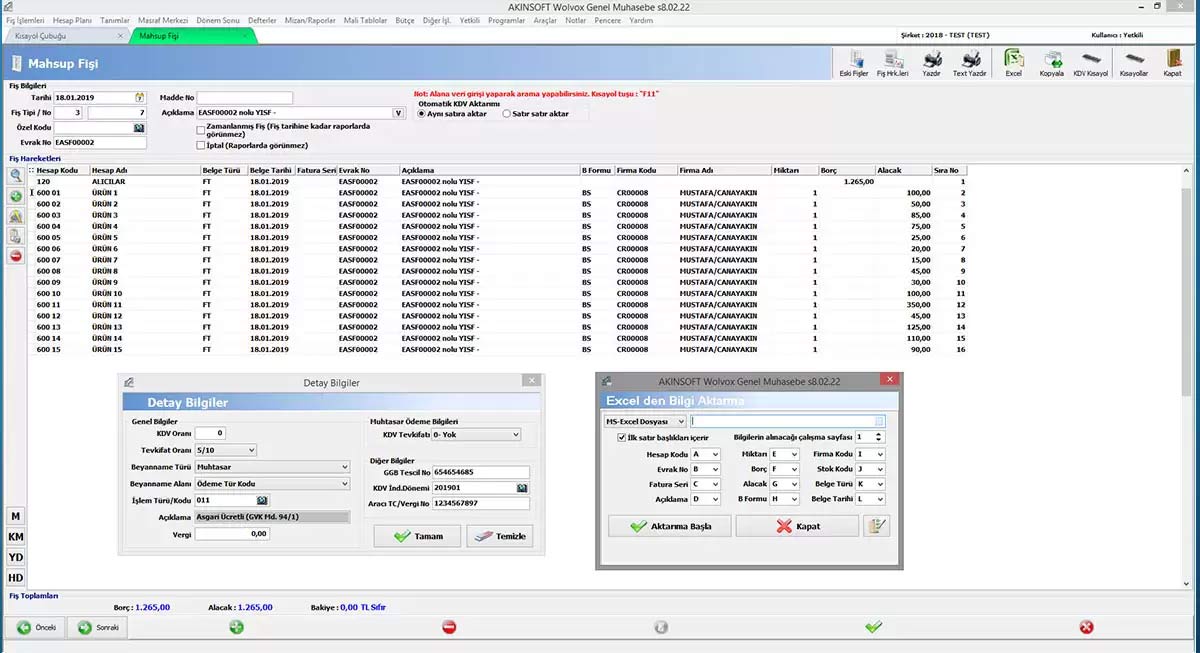 AKINSOFT Wolvox Genel Muhasebe s8.02.22
Fiş İşlemleri Hesap Planı Tanımlar Masraf Merkezi Dönem Sonu Defterler Mizan/Raporler Mali Tablolar Bütçe Diğer İşl. Yetkili Programlar Araçlar Notlar Pencere Yardım
Kısayol Çubuğu × Mahsup Fişi × Şirket : 2018 - TEST (TEST) Kullanıcı : Yetkili
Mahsup Fişi
Eski Fişler Fiş Hrk.leri Yazdır Text Yazdır Excel Kopyala KDV Kısayol Kısayollar Kapat
Fiş Bilgileri
Tarihi 18.01.2019 Madde No
Not: Alana veri girişi yaparak arama yapabilirsiniz. Kısayol tuşu : "F11"
Otomatik KDV Aktarımı
Fiş Tipi / No 3 7 Açıklama EASF00002 nolu YISF - V Aynı satıra aktar Satır satır aktar
Özel Kodu Zamanlanmış Fiş (Fiş tarihine kadar raporlarda görünmez)
Evrak No EASF00002 İptal (Raporlarda görünmez)
Fiş Hareketleri
Hesap Kodu Hesap Adı Belge Türü Belge Tarihi Fatura Seri Evrak No Açıklama B Formu Firma Kodu Firma Adı Miktarı Borç Alacak Sıra No
120 ALICILAR FT 18.01.2019 EASF00002 EASF00002 nolu YISF - 1.265,00 1
600 01 ÜRÜN 1 FT 18.01.2019 EASF00002 EASF00002 nolu YISF - BS CR00008 MUSTAFA/CANAYAKIN 1 100,00 2
600 02 ÜRÜN 2 FT 18.01.2019 EASF00002 EASF00002 nolu YISF - BS CR00008 MUSTAFA/CANAYAKIN 1 50,00 3
600 03 ÜRÜN 3 FT 18.01.2019 EASF00002 EASF00002 nolu YISF - BS CR00008 MUSTAFA/CANAYAKIN 1 85,00 4
600 04 ÜRÜN 4 FT 18.01.2019 EASF00002 EASF00002 nolu YISF - BS CR00008 MUSTAFA/CANAYAKIN 1 75,00 5
600 05 ÜRÜN 5 FT 18.01.2019 EASF00002 EASF00002 nolu YISF - BS CR00008 MUSTAFA/CANAYAKIN 1 25,00 6
600 06 ÜRÜN 6 FT 18.01.2019 EASF00002 EASF00002 nolu YISF - BS CR00008 MUSTAFA/CANAYAKIN 1 20,00 7
600 07 ÜRÜN 7 FT 18.01.2019 EASF00002 EASF00002 nolu YISF - BS CR00008 MUSTAFA/CANAYAKIN 1 15,00 8
600 08 ÜRÜN 8 FT 18.01.2019 EASF00002 EASF00002 nolu YISF - BS CR00008 MUSTAFA/CANAYAKIN 1 45,00 9
600 09 ÜRÜN 9 FT 18.01.2019 EASF00002 EASF00002 nolu YISF - BS CR00008 MUSTAFA/CANAYAKIN 1 30,00 10
600 10 ÜRÜN 10 FT 18.01.2019 EASF00002 EASF00002 nolu YISF - BS CR00008 MUSTAFA/CANAYAKIN 1 100,00 11
600 11 ÜRÜN 11 FT 18.01.2019 EASF00002 EASF00002 nolu YISF - BS CR00008 MUSTAFA/CANAYAKIN 1 350,00 12
600 12 ÜRÜN 12 FT 18.01.2019 EASF00002 EASF00002 nolu YISF - BS CR00008 MUSTAFA/CANAYAKIN 1 45,00 13
600 13 ÜRÜN 13 FT 18.01.2019 EASF00002 EASF00002 nolu YISF - BS CR00008 MUSTAFA/CANAYAKIN 1 125,00 14
600 14 ÜRÜN 14 FT 18.01.2019 EASF00002 EASF00002 nolu YISF - BS CR00008 MUSTAFA/CANAYAKIN 1 110,00 15
600 15 ÜRÜN 15 FT 18.01.2019 EASF00002 EASF00002 nolu YISF - BS CR00008 MUSTAFA/CANAYAKIN 1 90,00 16
Detay Bilgiler
Detay Bilgiler
Genel Bilgiler
KDV Oranı 0
Tevkifat Oranı 5/10
Beyanname Türü Muhtasar
Beyanname Alanı Ödeme Tür Kodu
İşlem Türü/Kodu 011
Açıklama Asgari Ücretli (GVK Md. 94/1)
Vergi 0,00
Muhtasar Ödeme Bilgileri
KDV Tevkifatı 0- Yok
Diğer Bilgiler
GGB Tescil No 654654685
KDV İnd.Dönemi 201901
Aracı TC/Vergi No 1234567897
Tamam Temizle
AKINSOFT Wolvox Genel Muhasebe s8.02.22
Excel den Bilgi Aktarma
MS-Excel Dosyası
İlk satır başlıkları içerir Bilgilerin alınacağı çalışma sayfası 1
Hesap Kodu A Miktarı E Firma Kodu I
Evrak No B Borç F Stok Kodu J
Fatura Seri C Alacak G Belge Türü K
Açıklama D B Formu H Belge Tarihi L
Aktarıma Başla Kapat
M
KM
YD
HD
Fiş Toplamları
Borç : 1.265,00 Alacak : 1.265,00 Bakiye : 0,00 TL Sıfır
Önceki Sonraki